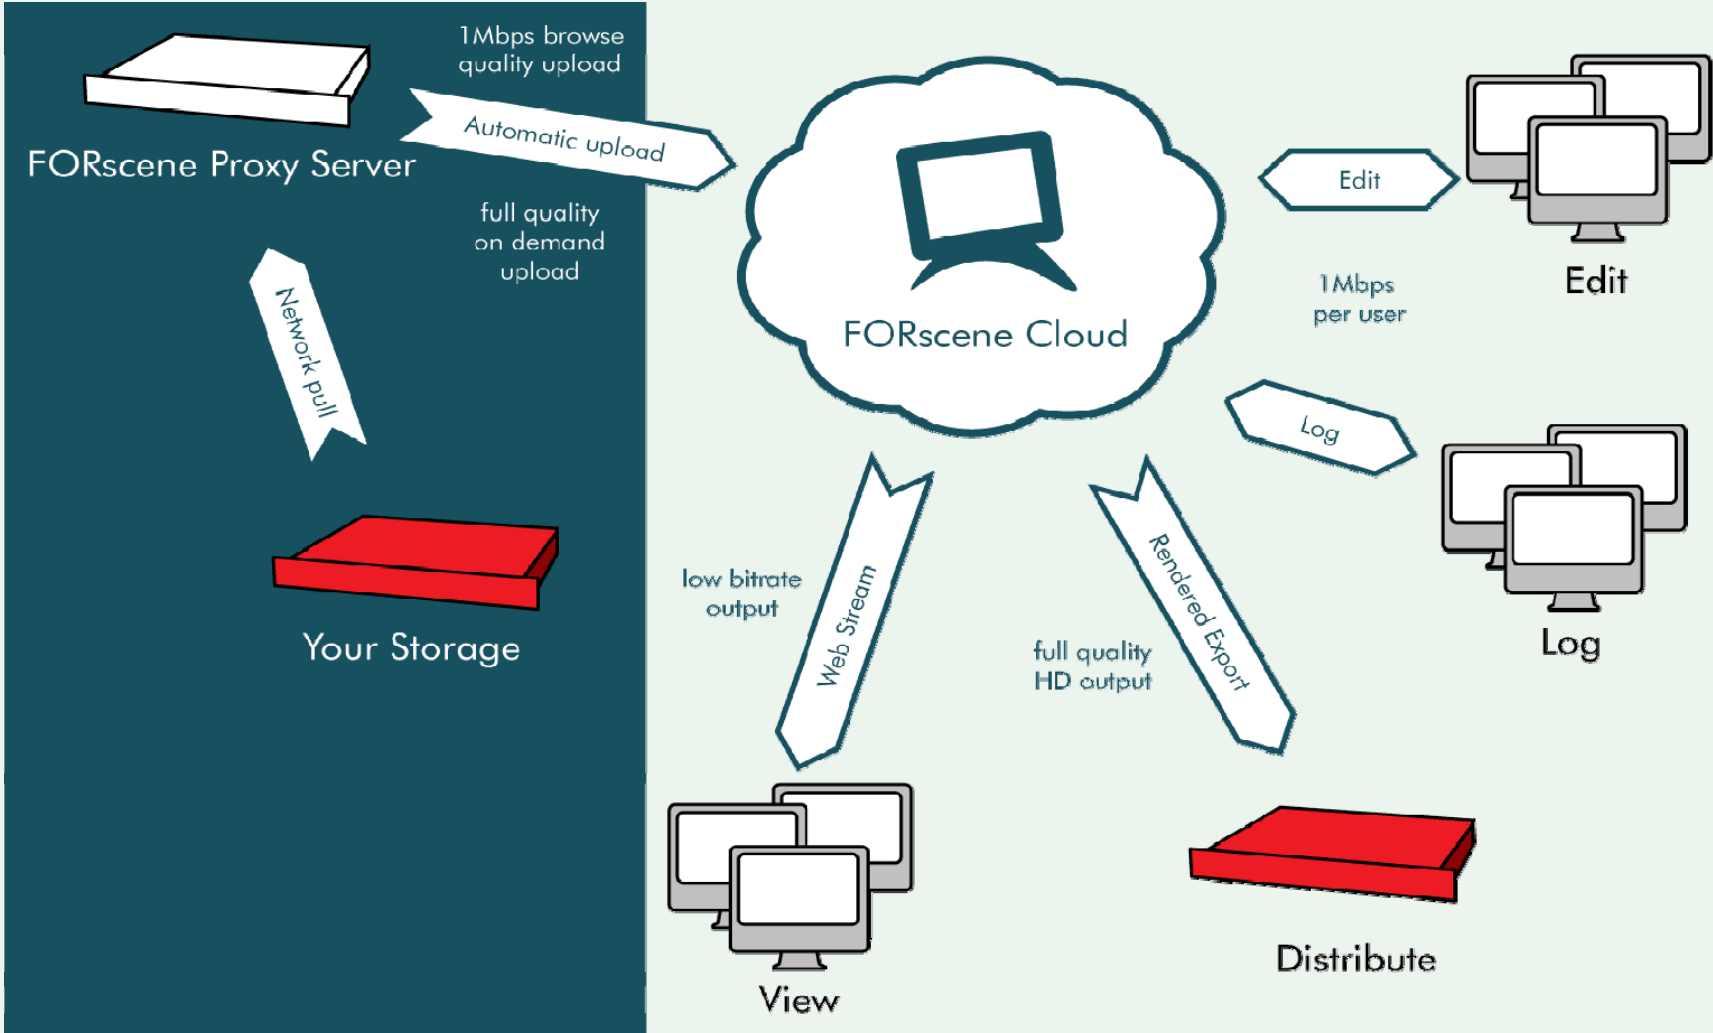 1Mbps browse
quality upload
Automatic upload
FORscene Proxy Server
full quality
on demand
upload
Network pull
Your Storage
FORscene Cloud
Edit
Edit
1Mbps
per user
Log
Log
low bitrate
output
Web Stream
Rendered Export
full quality
HD output
View
Distribute